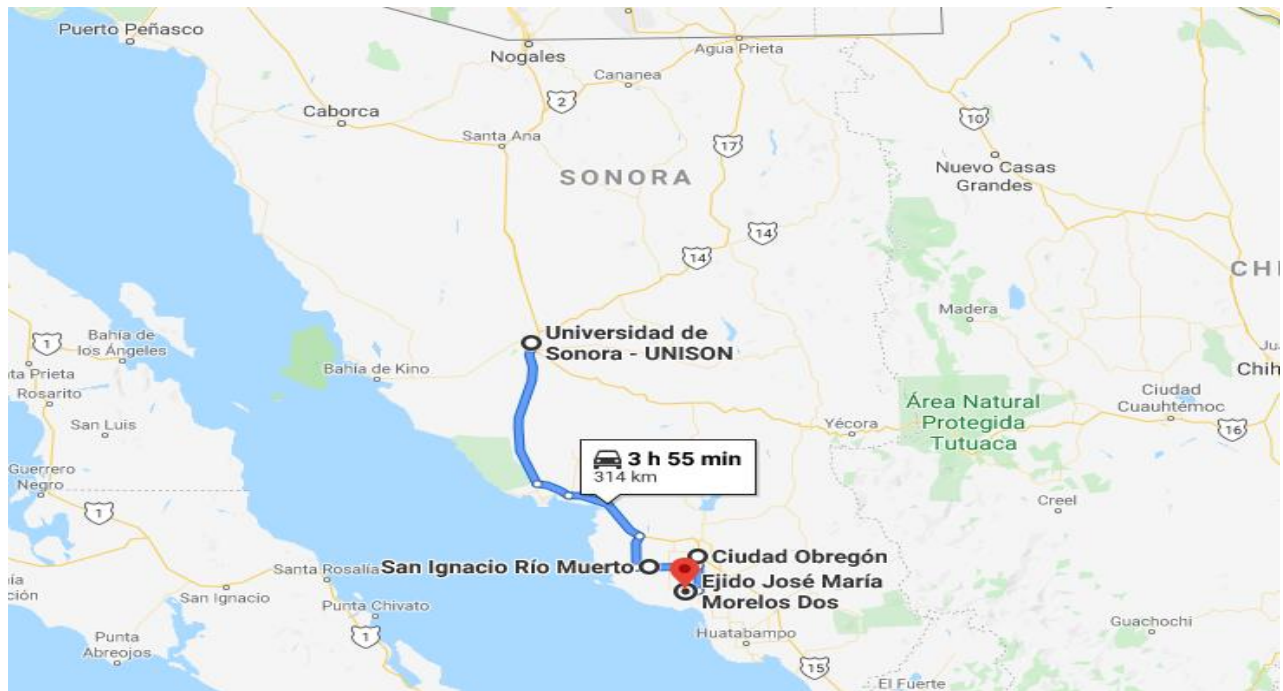 Puerto Peñasco
Nogales
Agua Prieta
Cananea
2
Caborca
10
Santa Ana
17
SONORA
Nuevo Casas
Grandes
14
14
CHI
Madera
Universidad de
Sonora - UNISON
1
Bahía de
los Ángeles
Bahía de Kino
Chih
ta Prieta
Rosarito
San Luis
Área Natural
Protegida
Tutuaca
Ciudad
Cuauhtémoc
16
Yécora
3 h 55 min
314 km
Guerrero
Negro
1
Creel
Ciudad Obregón
San Ignacio Río Muerto
Santa Rosalía
Ejido José María
Morelos Dos
San Ignacio
Punta Chivato
ción
1
Punta
Abreojos
Huatabampo
Guachochi
15
El Fuerte